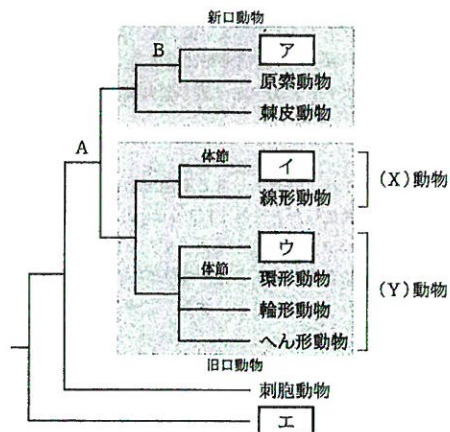 新口動物
B
ア
原索動物
棘皮動物
A
体節
イ
(X)動物
線形動物
ウ
体節
環形動物
(Y)動物
輪形動物
へん形動物
旧口動物
刺胞動物
エ